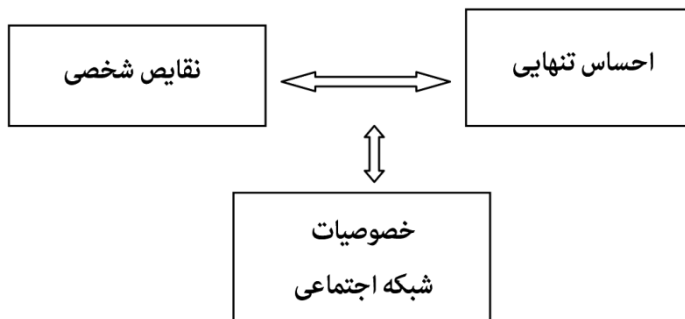 احساس تنهایی
نقایص شخصی
خصوصیات
شبکه اجتماعی